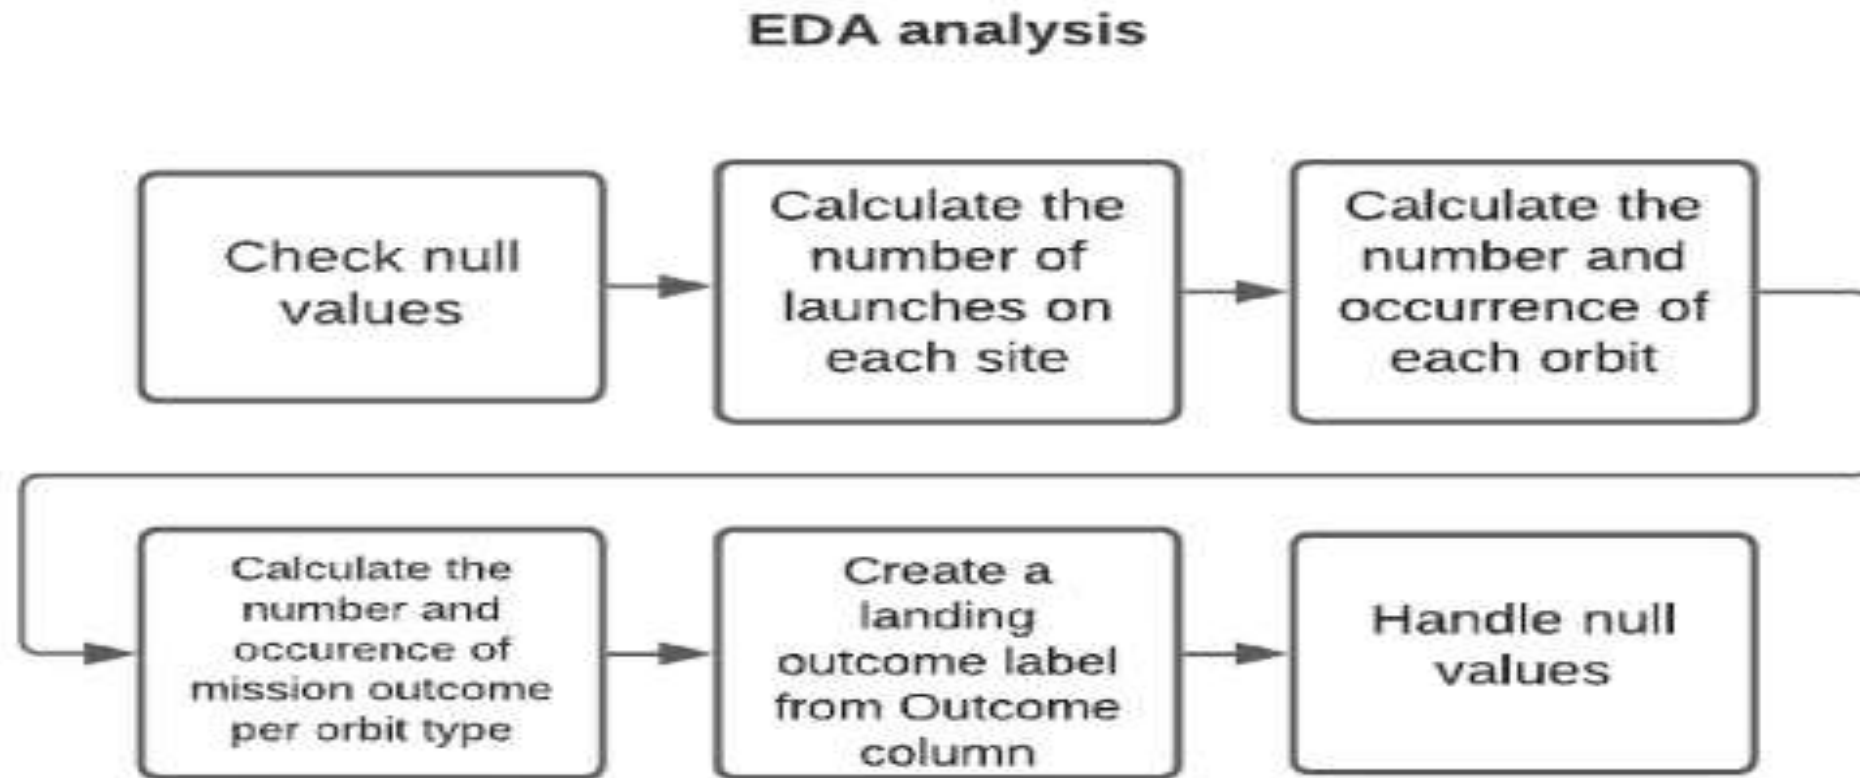 EDA analysis
Check null
values
Calculate the
number of
launches on
each site
Calculate the
number and
occurrence of
each orbit
Calculate the
number and
occurence of
mission outcome
per orbit type
Create a
landing
outcome label
from Outcome
column
Handle null
values